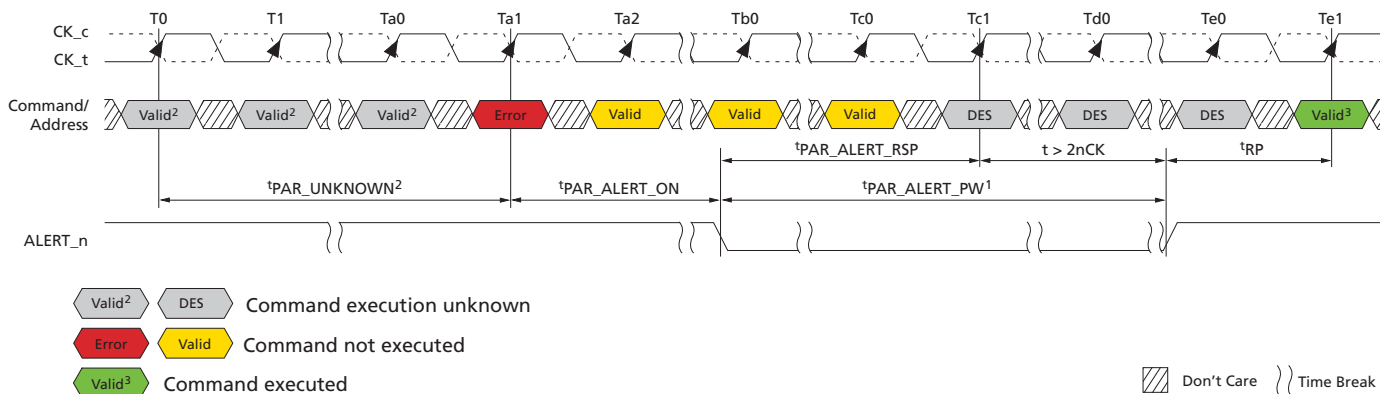 T0 T1 Ta0 Ta1 Ta2 Tb0 Tc0 Tc1 Td0 Te0 Te1
CK_c
CK_t
Command/
Address
Valid² Valid² Valid² Error Valid Valid Valid DES DES DES Valid³
tPAR_ALERT_RSP t > 2nCK tRP
tPAR_UNKNOWN² tPAR_ALERT_ON tPAR_ALERT_PW¹
ALERT_n
Valid² DES Command execution unknown
Error Valid Command not executed
Valid³ Command executed
Don't Care Time Break